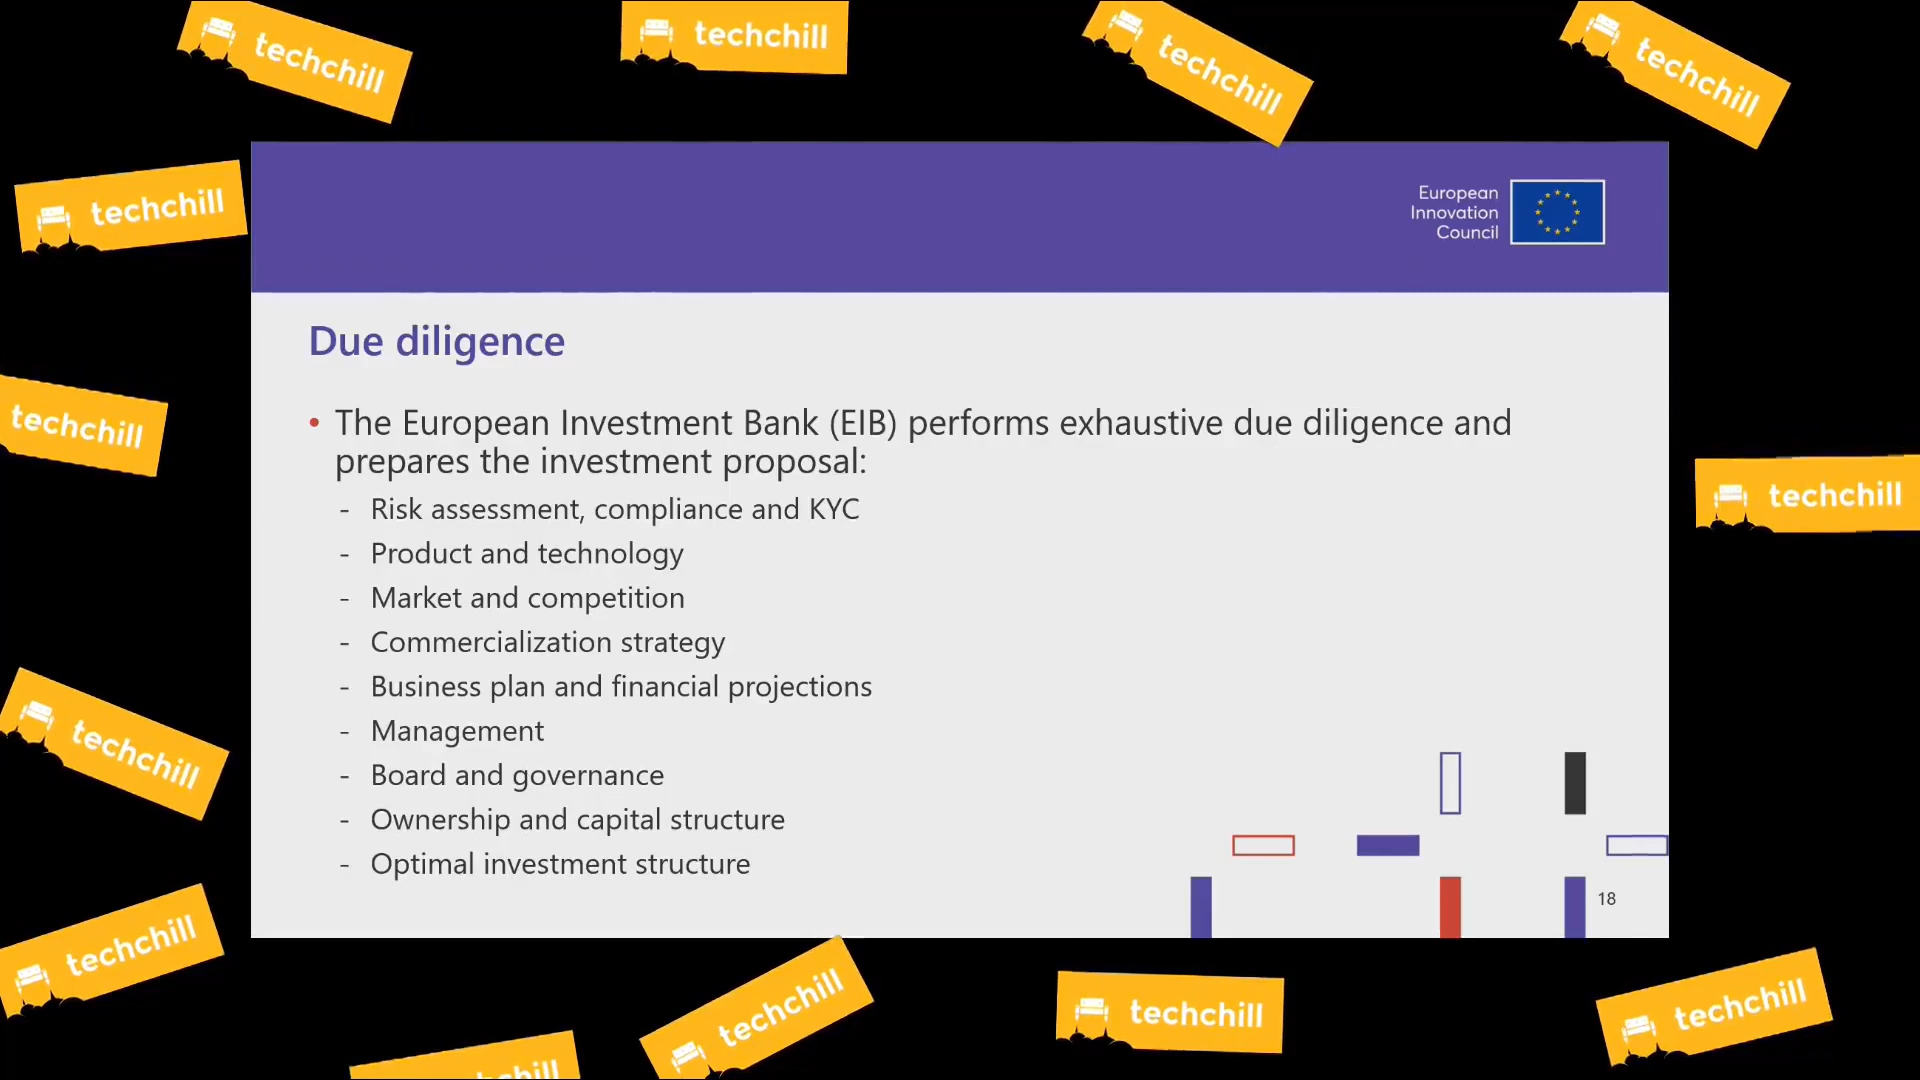 techchill
techchill
techchill
techchill
techchill
European
Innovation
Council
Due diligence
techchill
• The European Investment Bank (EIB) performs exhaustive due diligence and
prepares the investment proposal:
techchill
- Risk assessment, compliance and KYC
- Product and technology
- Market and competition
- Commercialization strategy
- Business plan and financial projections
- Management
techchill
- Board and governance
- Ownership and capital structure
- Optimal investment structure
18
techchill
techchill
techchill
techchill